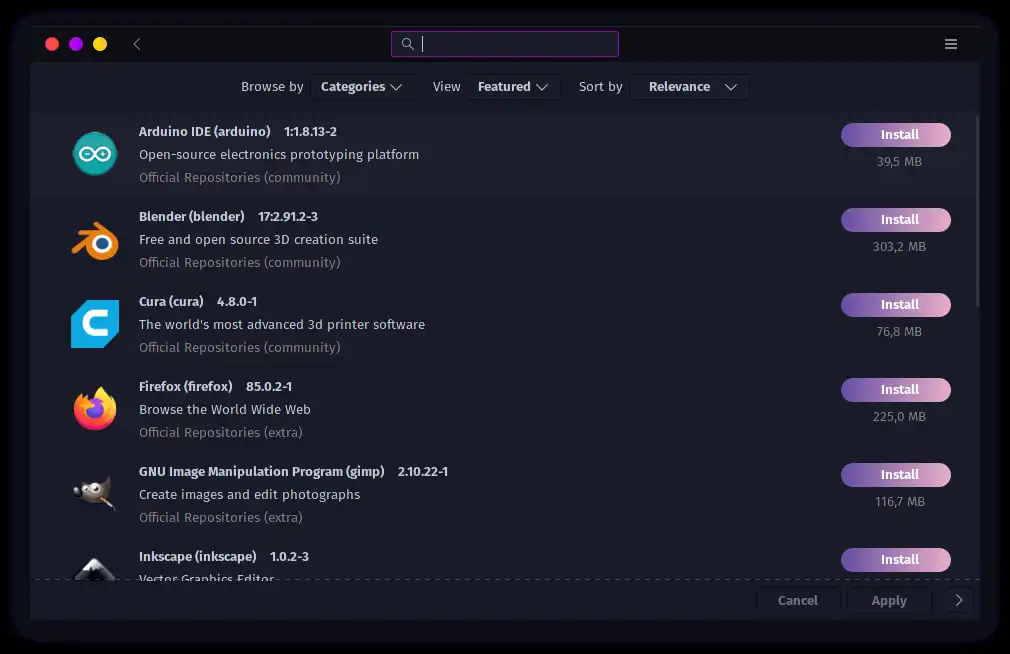 Browse by Categories View Featured Sort by Relevance
Arduino IDE (arduino) 1:1.8.13-2 Install
Open-source electronics prototyping platform 39,5 MB
Official Repositories (community)
Blender (blender) 17:2.91.2-3 Install
Free and open source 3D creation suite 303,2 MB
Official Repositories (community)
Cura (cura) 4.8.0-1 Install
The world's most advanced 3d printer software 76,8 MB
Official Repositories (community)
Firefox (firefox) 85.0.2-1 Install
Browse the World Wide Web 225,0 MB
Official Repositories (extra)
GNU Image Manipulation Program (gimp) 2.10.22-1 Install
Create images and edit photographs 116,7 MB
Official Repositories (extra)
Inkscape (inkscape) 1.0.2-3 Install
Vector Graphics Editor
Cancel Apply